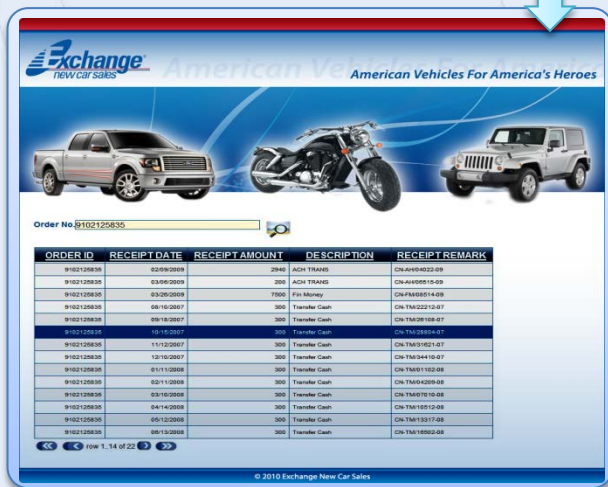 Exchange
new car sales
American Vehicles For America's Heroes
Order No. 9102125835
ORDER ID RECEIPT DATE RECEIPT AMOUNT DESCRIPTION RECEIPT REMARK
9102125835 02/09/2009 2940 ACH TRANS CN-AH/04022-09
9102125835 03/06/2009 200 ACH TRANS CN-AH/06515-09
9102125835 03/26/2009 7500 Fin Money CN-FM/08514-09
9102125835 08/16/2007 300 Transfer Cash CN-TM/22212-07
9102125835 09/18/2007 300 Transfer Cash CN-TM/26108-07
9102125835 10/15/2007 300 Transfer Cash CN-TM/28804-07
9102125835 11/12/2007 300 Transfer Cash CN-TM/31621-07
9102125835 12/10/2007 300 Transfer Cash CN-TM/34410-07
9102125835 01/11/2008 300 Transfer Cash CN-TM/01102-08
9102125835 02/11/2008 300 Transfer Cash CN-TM/04209-08
9102125835 03/10/2008 300 Transfer Cash CN-TM/07010-08
9102125835 04/14/2008 300 Transfer Cash CN-TM/10512-08
9102125835 05/12/2008 300 Transfer Cash CN-TM/13317-08
9102125835 06/13/2008 300 Transfer Cash CN-TM/16502-08
row 1..14 of 22
© 2010 Exchange New Car Sales